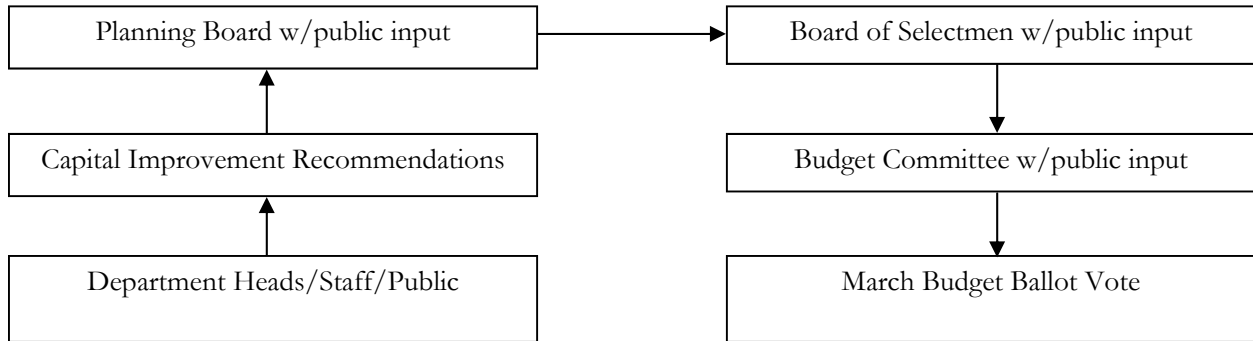 Planning Board w/public input
Board of Selectmen w/public input
Capital Improvement Recommendations
Budget Committee w/public input
Department Heads/Staff/Public
March Budget Ballot Vote